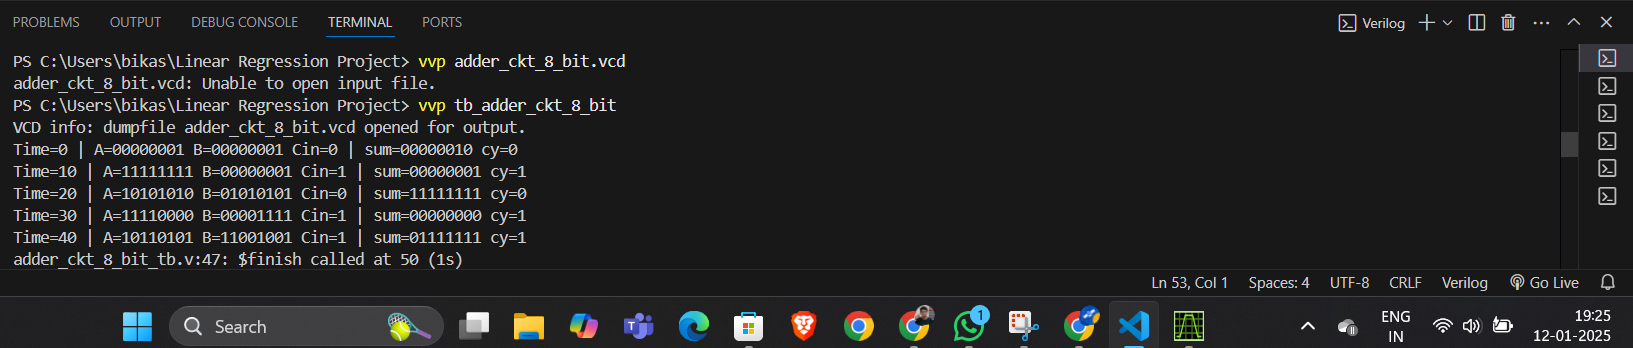 PROBLEMS OUTPUT DEBUG CONSOLE TERMINAL PORTS Verilog
PS C:\Users\bikas\Linear Regression Project> vvp adder_ckt_8_bit.vcd
adder_ckt_8_bit.vcd: Unable to open input file.
PS C:\Users\bikas\Linear Regression Project> vvp tb_adder_ckt_8_bit
VCD info: dumpfile adder_ckt_8_bit.vcd opened for output.
Time=0 | A=00000001 B=00000001 Cin=0 | sum=00000010 cy=0
Time=10 | A=11111111 B=00000001 Cin=1 | sum=00000001 cy=1
Time=20 | A=10101010 B=01010101 Cin=0 | sum=11111111 cy=0
Time=30 | A=11110000 B=00001111 Cin=1 | sum=00000000 cy=1
Time=40 | A=10110101 B=11001001 Cin=1 | sum=01111111 cy=1
adder_ckt_8_bit_tb.v:47: $finish called at 50 (1s)
Ln 53, Col 1 Spaces: 4 UTF-8 CRLF Verilog Go Live
Search 1 ENG 19:25
IN 12-01-2025